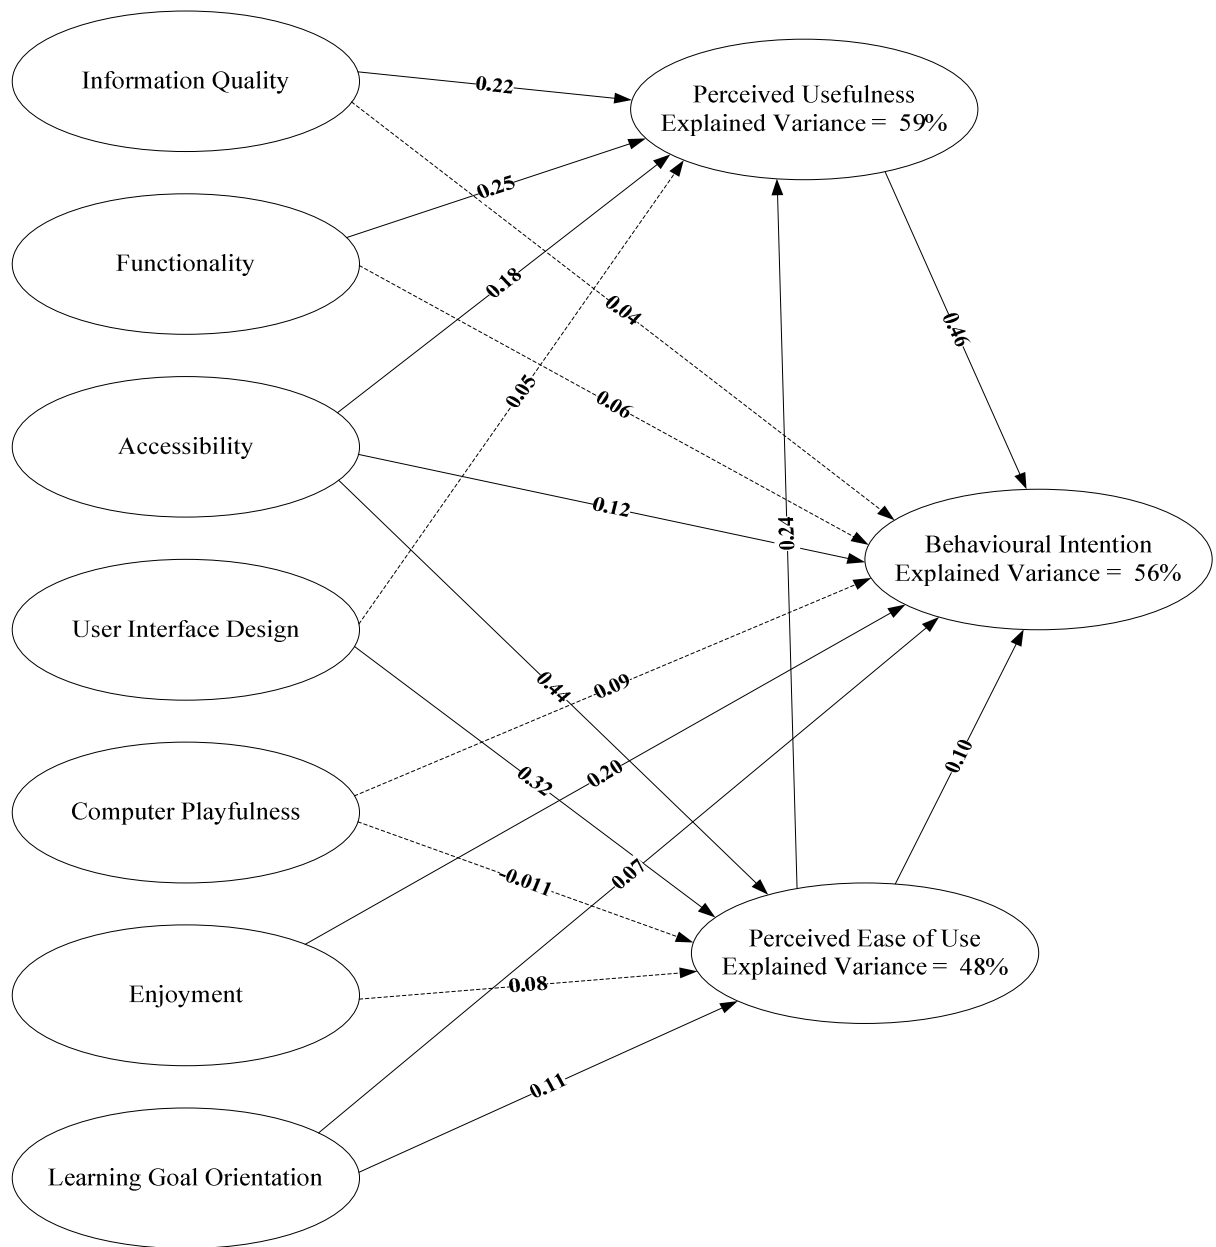 Information Quality
0.22
Perceived Usefulness
Explained Variance = 59%
0.25
Functionality
0.18
0.04
0.46
0.05
0.06
Accessibility
0.12
0.24
Behavioural Intention
Explained Variance = 56%
User Interface Design
0.44
0.09
0.32
0.20
0.10
Computer Playfulness
-0.011
0.07
Perceived Ease of Use
Explained Variance = 48%
Enjoyment
0.08
0.11
Learning Goal Orientation